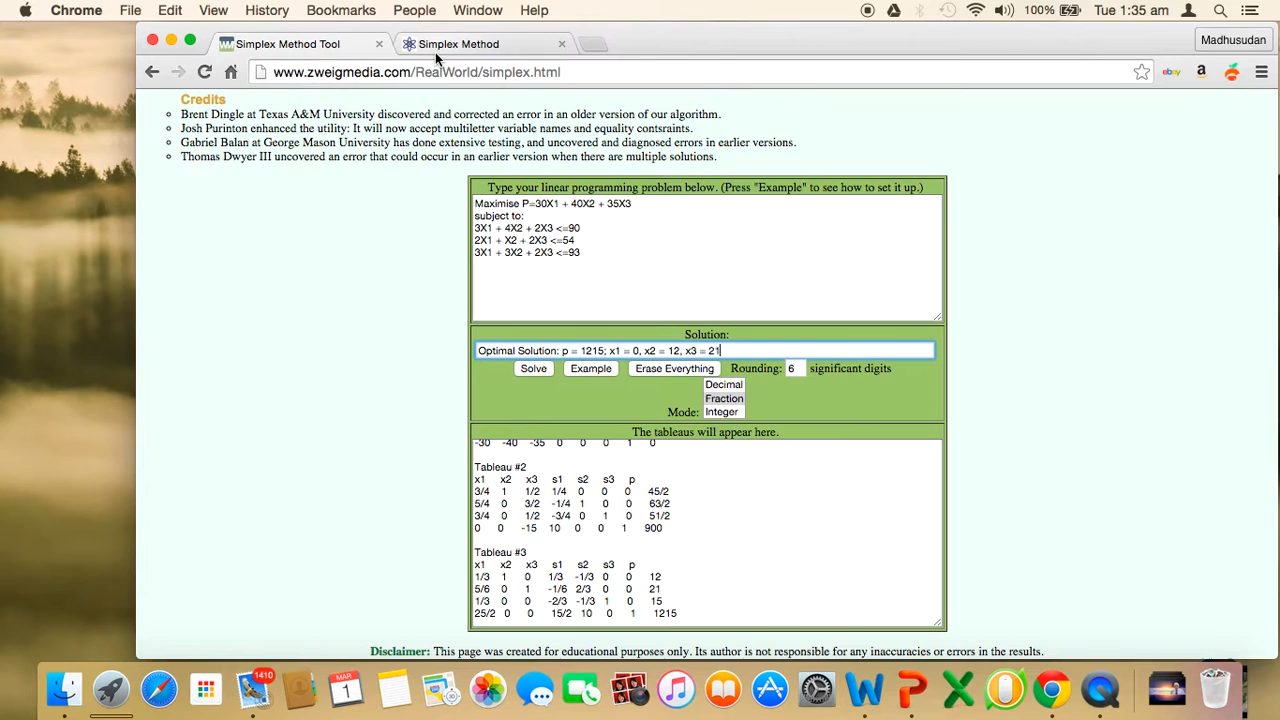 Chrome File Edit View History Bookmarks People Window Help 100% Tue 1:35 am
Simplex Method Tool Simplex Method Madhusudan
www.zweigmedia.com/RealWorld/simplex.html ebay a
Credits
Brent Dingle at Texas A&M University discovered and corrected an error in an older version of our algorithm.
Josh Purinton enhanced the utility: It will now accept multiletter variable names and equality contsraints.
Gabriel Balan at George Mason University has done extensive testing, and uncovered and diagnosed errors in earlier versions.
Thomas Dwyer III uncovered an error that could occur in an earlier version when there are multiple solutions.
Type your linear programming problem below. (Press "Example" to see how to set it up.)
Maximise P=30X1 + 40X2 + 35X3
subject to:
3X1 + 4X2 + 2X3 <=90
2X1 + X2 + 2X3 <=54
3X1 + 3X2 + 2X3 <=93
Solution:
Optimal Solution: p = 1215; x1 = 0, x2 = 12, x3 = 21
Solve Example Erase Everything Rounding: 6 significant digits
Decimal
Fraction
Mode: Integer
The tableaus will appear here.
-30 -40 -35 0 0 0 1 0
Tableau #2
x1 x2 x3 s1 s2 s3 p
3/4 1 1/2 1/4 0 0 0 45/2
5/4 0 3/2 -1/4 1 0 0 63/2
3/4 0 1/2 -3/4 0 1 0 51/2
0 0 -15 10 0 0 1 900
Tableau #3
x1 x2 x3 s1 s2 s3 p
1/3 1 0 1/3 -1/3 0 0 12
5/6 0 1 -1/6 2/3 0 0 21
1/3 0 0 -2/3 -1/3 1 0 15
25/2 0 0 15/2 10 0 1 1215
Disclaimer: This page was created for educational purposes only. Its author is not responsible for any inaccuracies or errors in the results.
1410
MAR
1